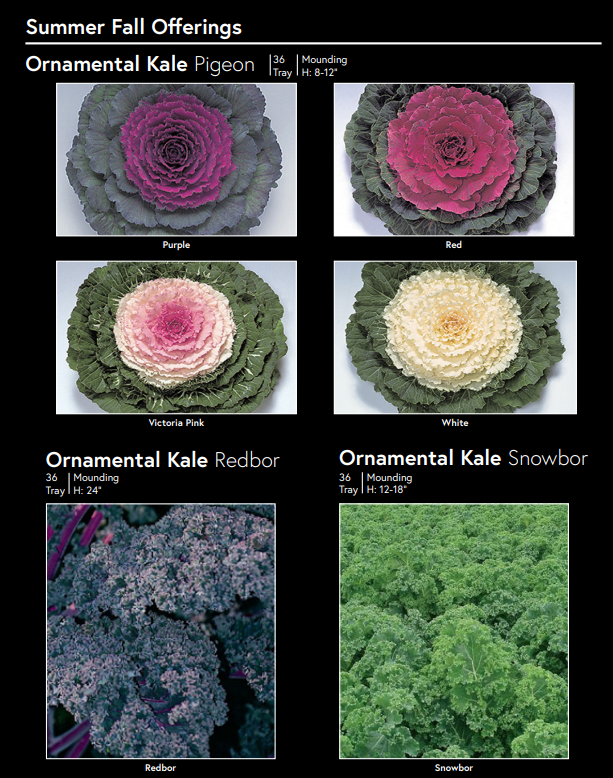 Summer Fall Offerings
Ornamental Kale Pigeon
36
Tray
Mounding
H: 8-12"
Purple
Red
Victoria Pink
White
Ornamental Kale Redbor
36
Tray
Mounding
H: 24"
Ornamental Kale Snowbor
36
Tray
Mounding
H: 12-18"
Redbor
Snowbor